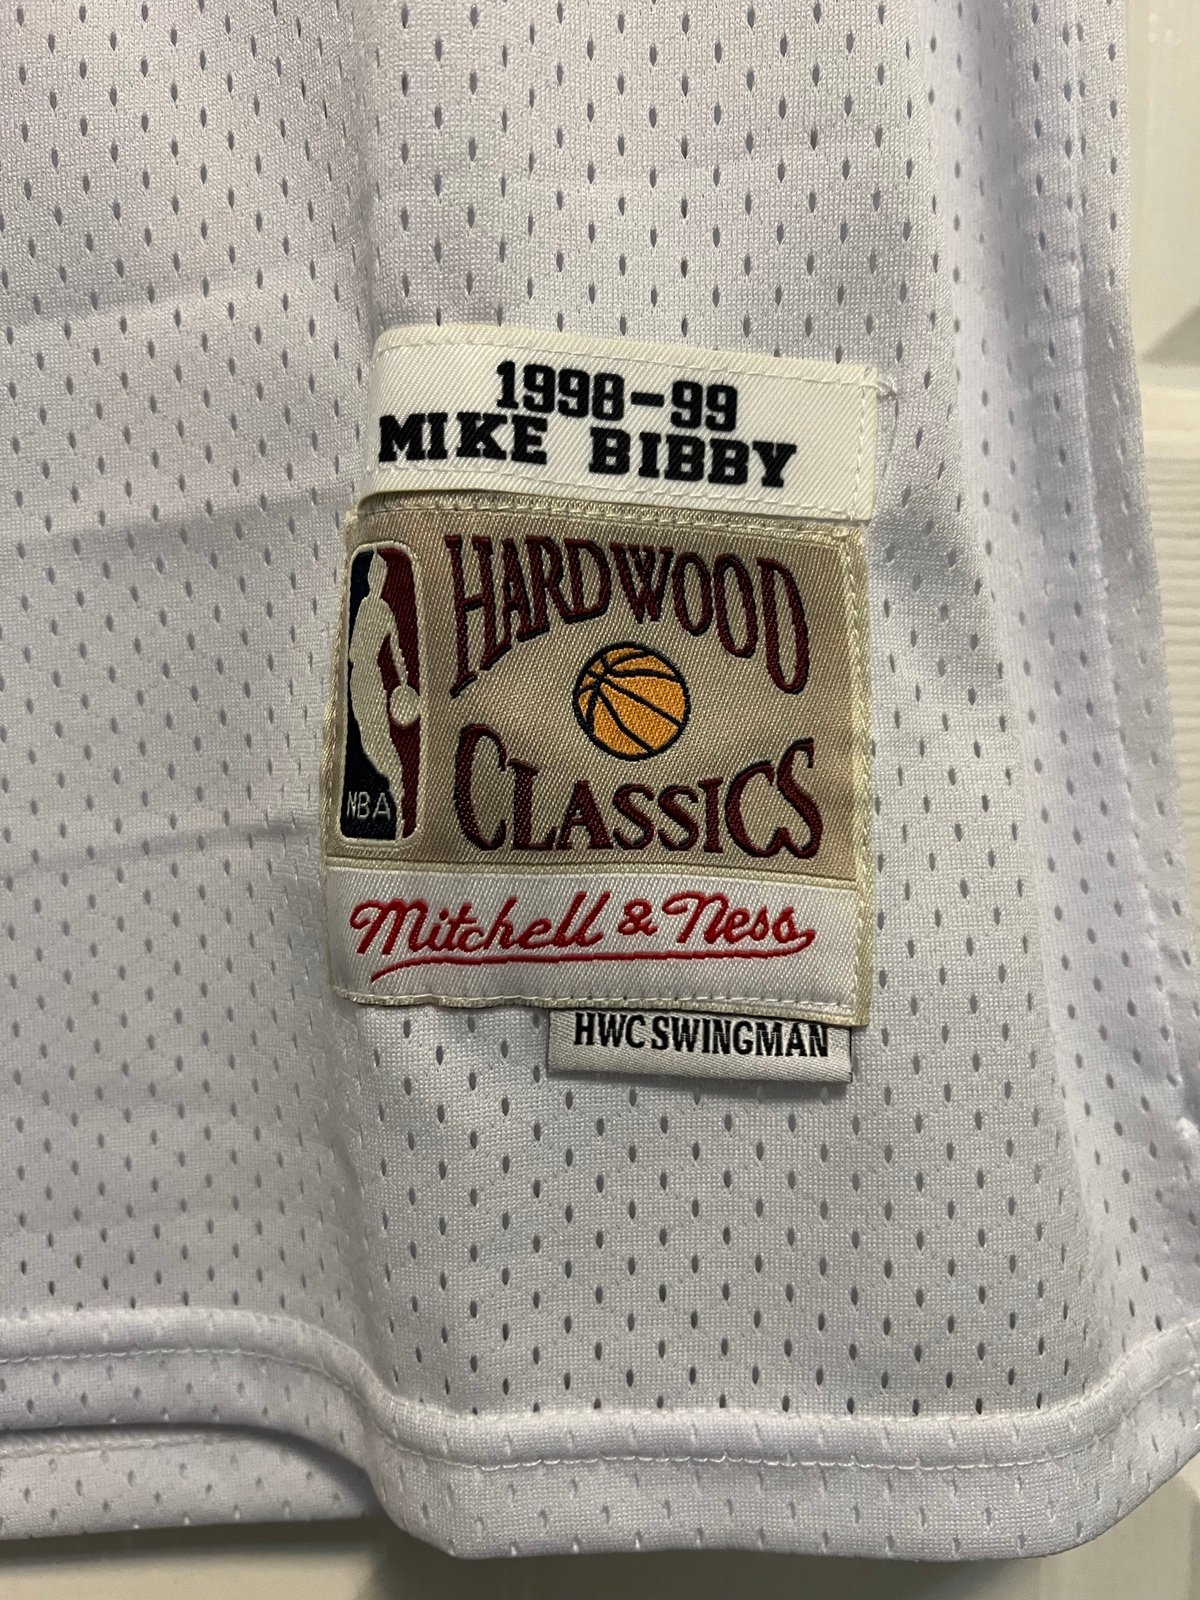 1998-99
MIKE BIBBY
HARDWOOD
CLASSICS
NBA
Mitchell & Ness
HWC SWINGMAN